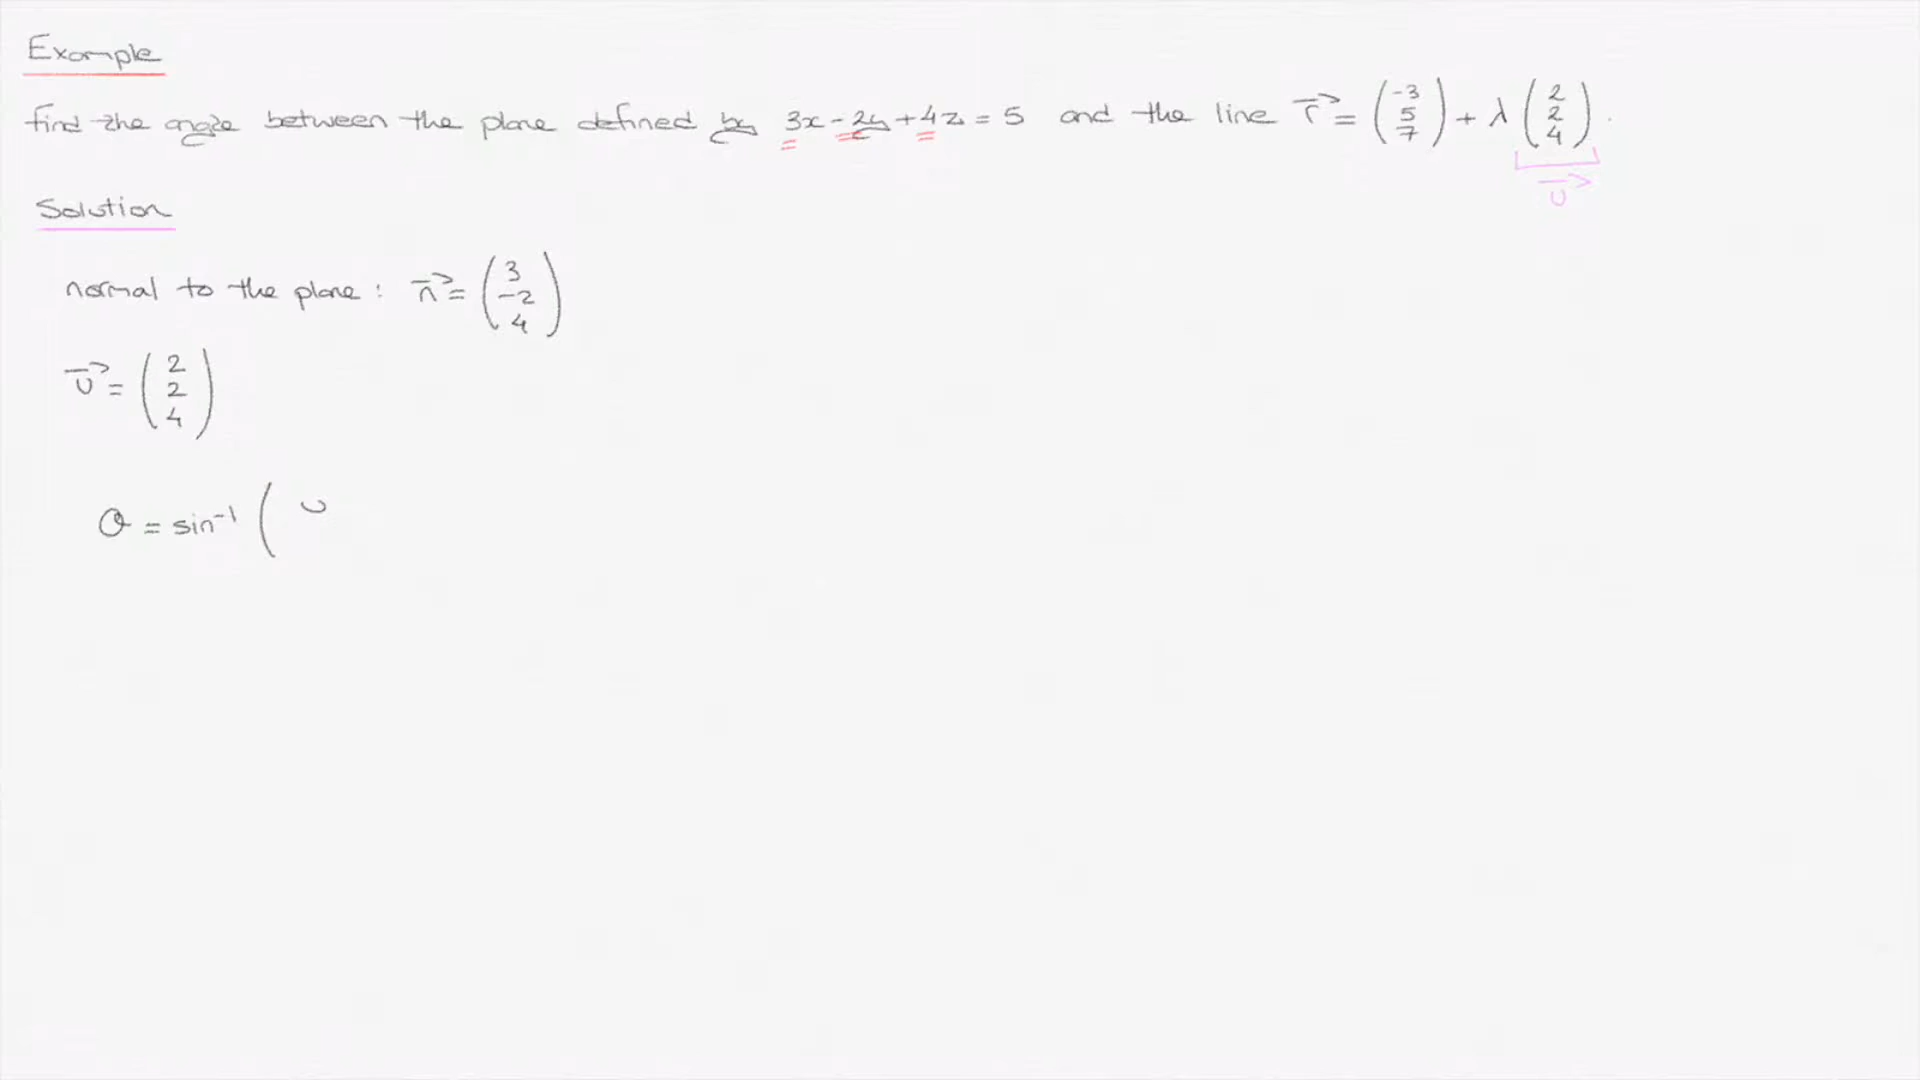 Example
find the angle between the plane defined by 3x-2y+4z=5 and the line r⃗ = (-3 5 7) + λ (2 2 4).
u⃗
Solution
normal to the plane: n⃗ = (3 -2 4)
u⃗ = (2 2 4)
θ = sin⁻¹ ( u